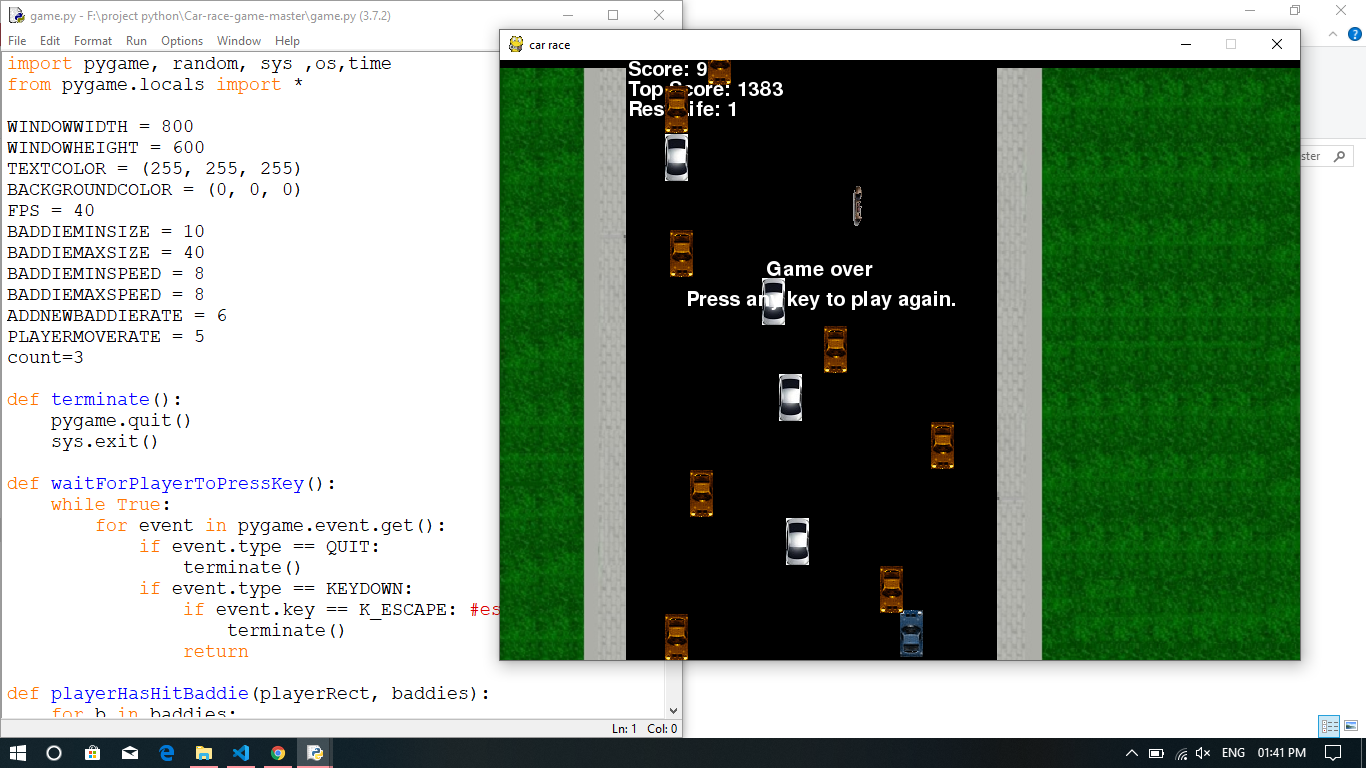 game.py - F:\project python\Car-race-game-master\game.py (3.7.2)
File Edit Format Run Options Window Help
import pygame, random, sys ,os,time
from pygame.locals import *
WINDOWWIDTH = 800
WINDOWHEIGHT = 600
TEXTCOLOR = (255, 255, 255)
BACKGROUNDCOLOR = (0, 0, 0)
FPS = 40
BADDIEMINSIZE = 10
BADDIEMAXSIZE = 40
BADDIEMINSPEED = 8
BADDIEMAXSPEED = 8
ADDNEWBADDIERATE = 6
PLAYERMOVERATE = 5
count=3
def terminate():
    pygame.quit()
    sys.exit()
def waitForPlayerToPressKey():
    while True:
        for event in pygame.event.get():
            if event.type == QUIT:
                terminate()
            if event.type == KEYDOWN:
                if event.key == K_ESCAPE: #es
                    terminate()
                return
def playerHasHitBaddie(playerRect, baddies):
    for b in baddies:
Ln: 1 Col: 0
car race
Score: 9
Top Score: 1383
Rest Life: 1
Game over
Press any key to play again.
ster
ENG 01:41 PM